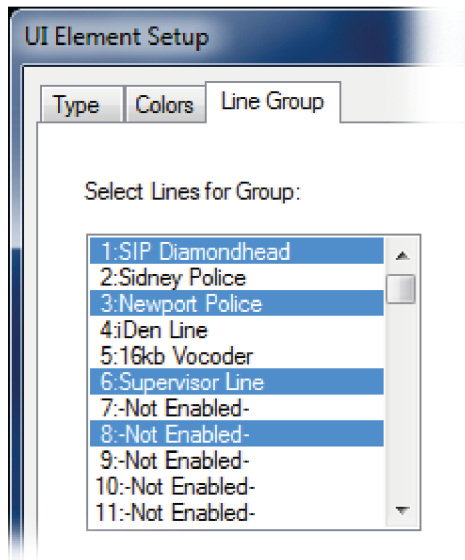 UI Element Setup
Type Colors Line Group
Select Lines for Group:
1:SIP Diamondhead
2:Sidney Police
3:Newport Police
4:iDen Line
5:16kb Vocoder
6:Supervisor Line
7:-Not Enabled-
8:-Not Enabled-
9:-Not Enabled-
10:-Not Enabled-
11:-Not Enabled-